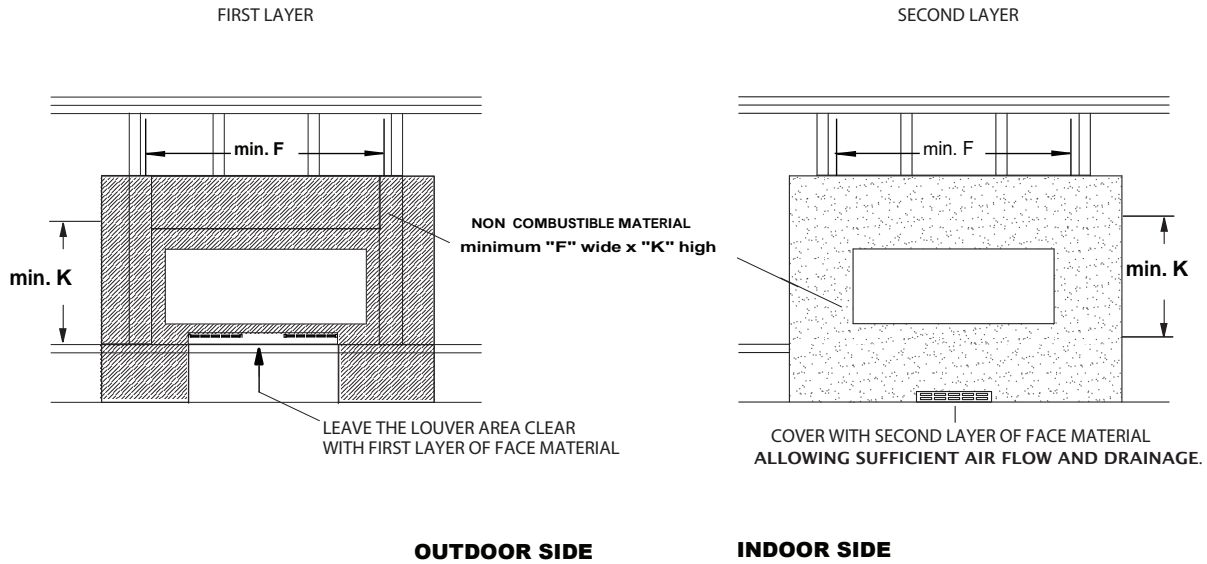 FIRST LAYER
SECOND LAYER
min. F
min. F
NON COMBUSTIBLE MATERIAL
minimum "F" wide x "K" high
min. K
min. K
LEAVE THE LOUVER AREA CLEAR
WITH FIRST LAYER OF FACE MATERIAL
COVER WITH SECOND LAYER OF FACE MATERIAL
ALLOWING SUFFICIENT AIR FLOW AND DRAINAGE.
OUTDOOR SIDE
INDOOR SIDE